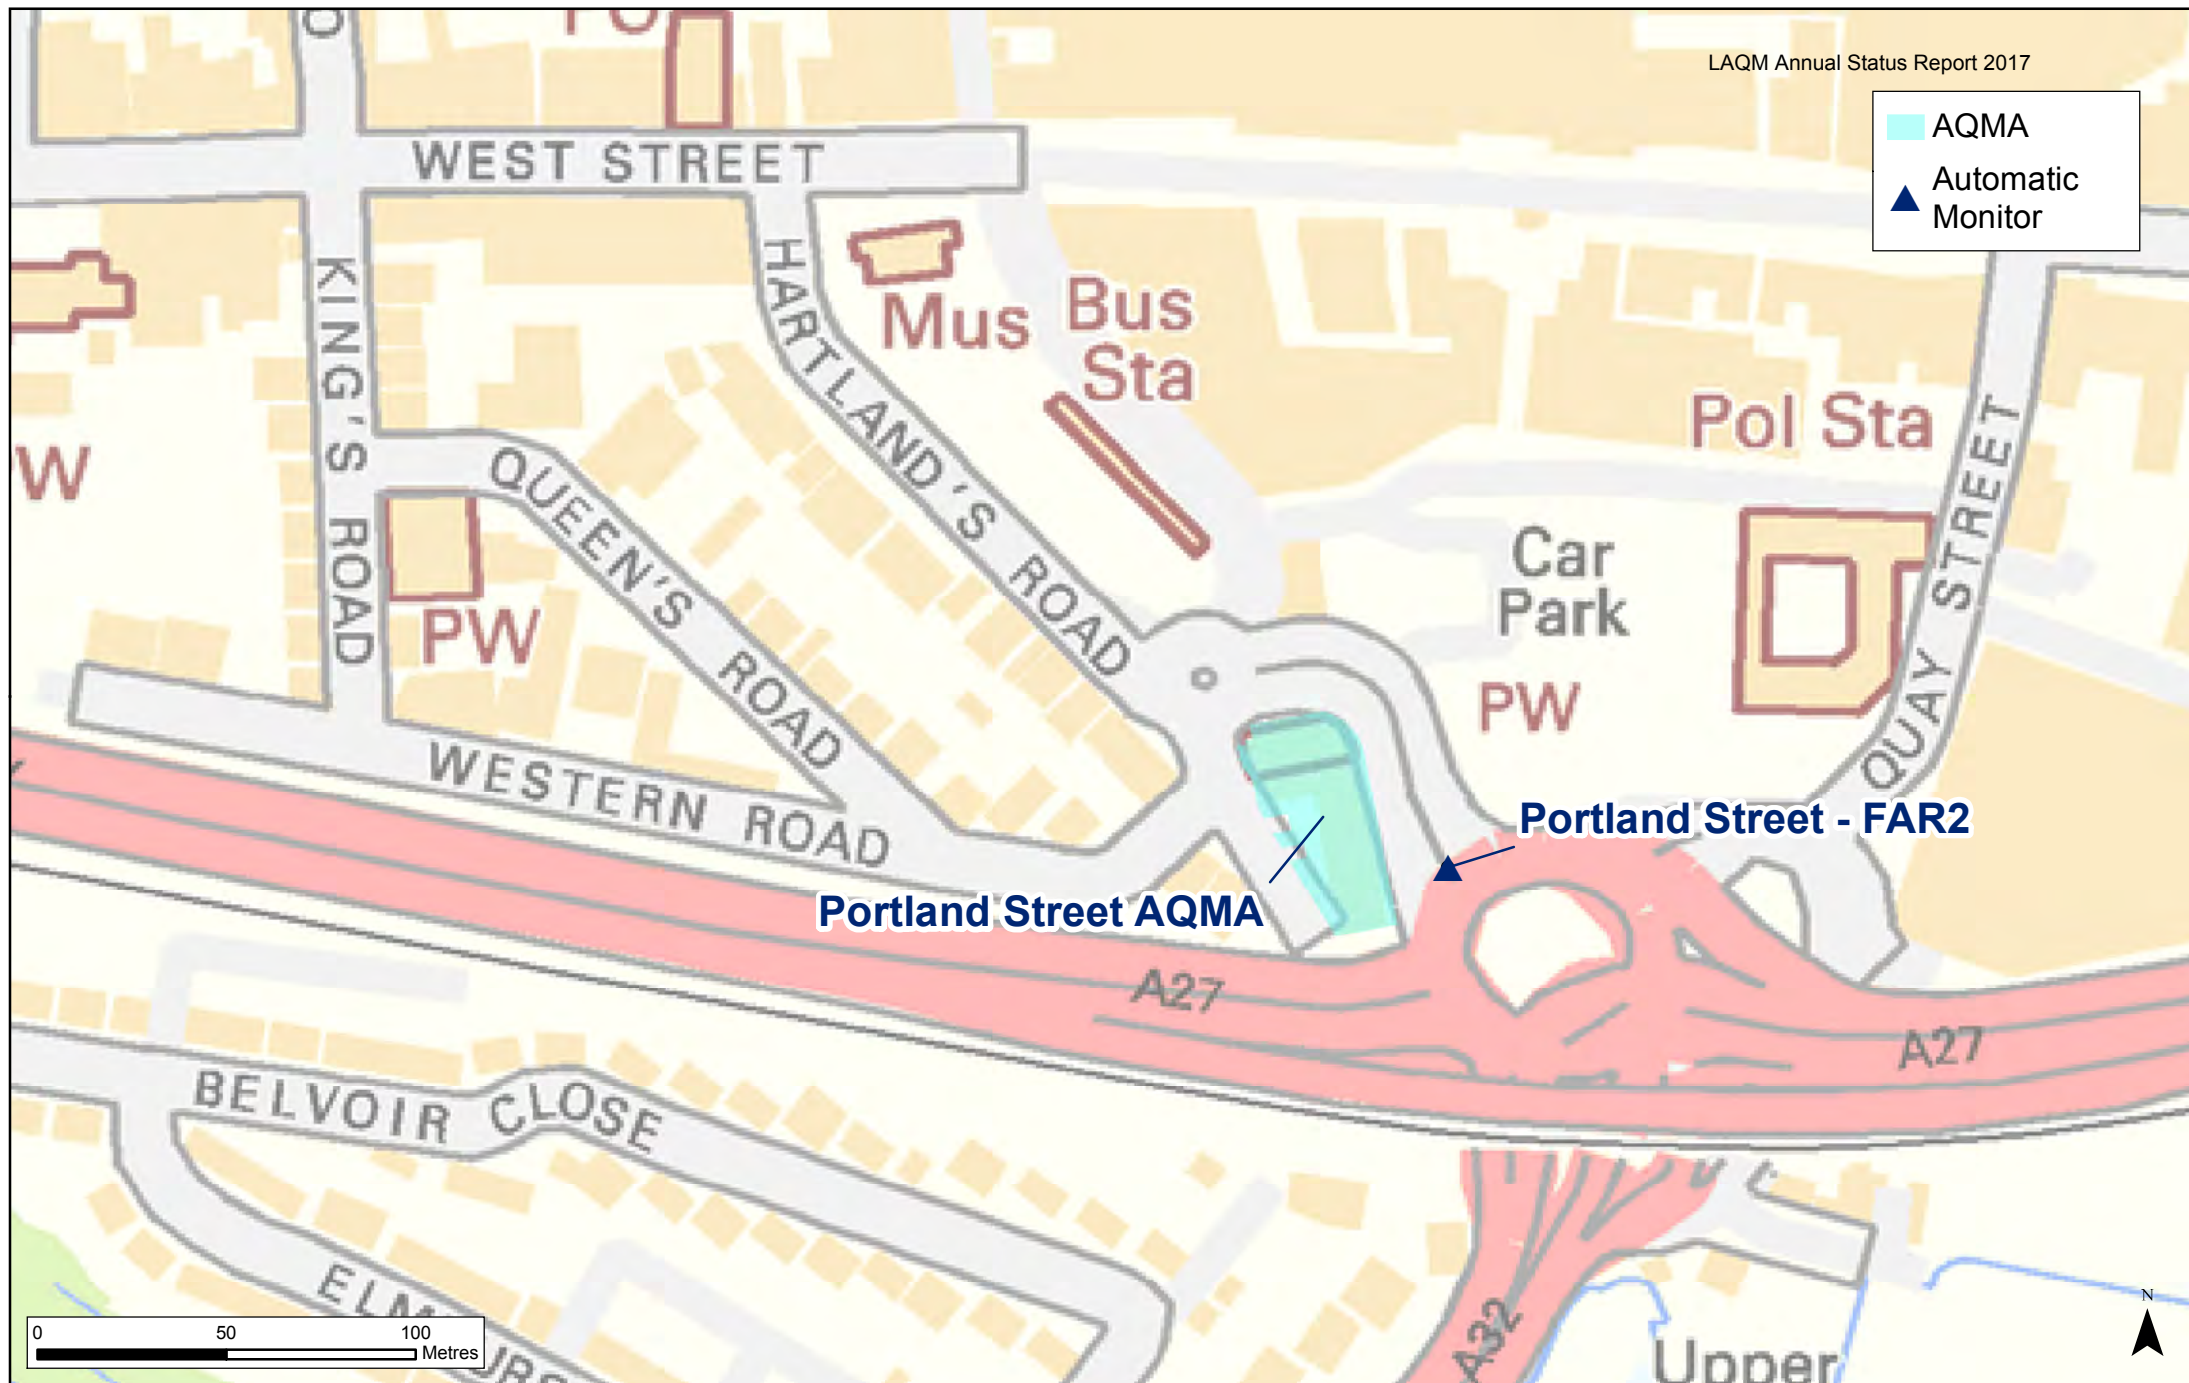 LAQM Annual Status Report 2017
AQMA
Automatic
Monitor
WEST STREET
KING'S ROAD
HARTLAND'S ROAD
Mus
Bus
Sta
Pol Sta
QUEEN'S ROAD
Car
Park
QUAY STREET
PW
PW
WESTERN ROAD
Portland Street - FAR2
Portland Street AQMA
A27
A27
BELVOIR CLOSE
A32
Upper
0 50 100
Metres
N